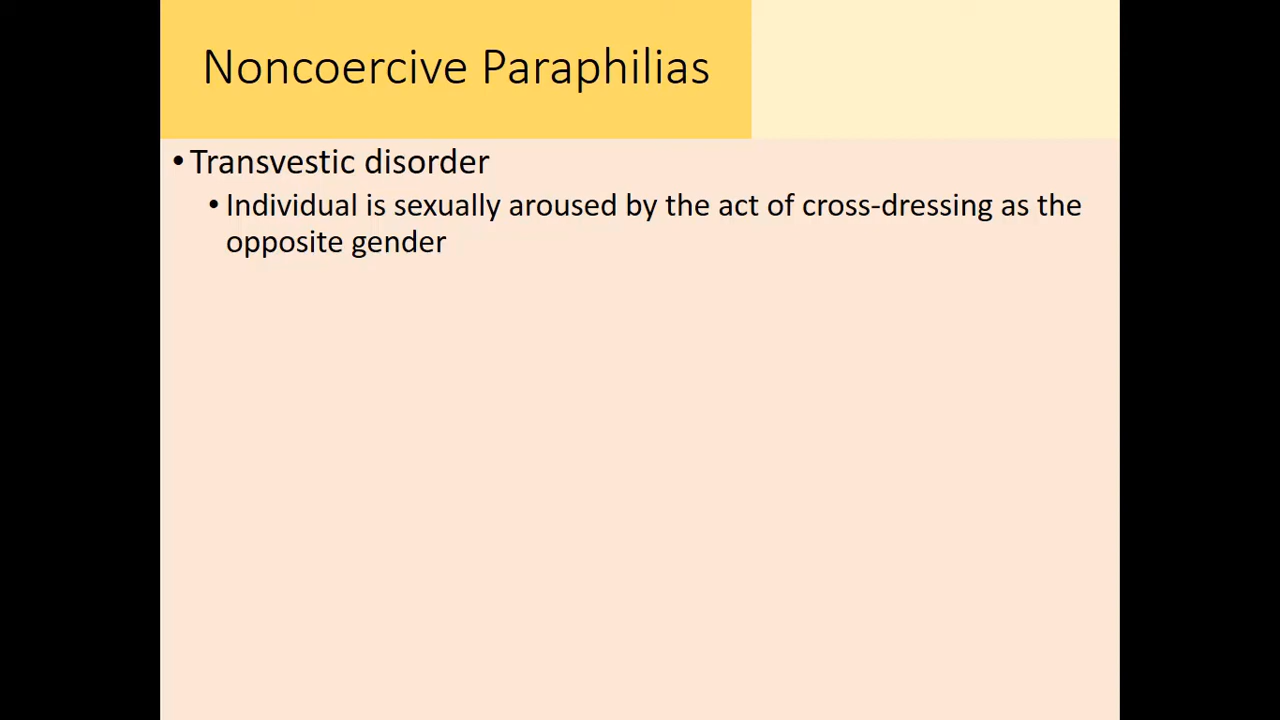 Noncoercive Paraphilias
• Transvestic disorder
• Individual is sexually aroused by the act of cross-dressing as the
opposite gender